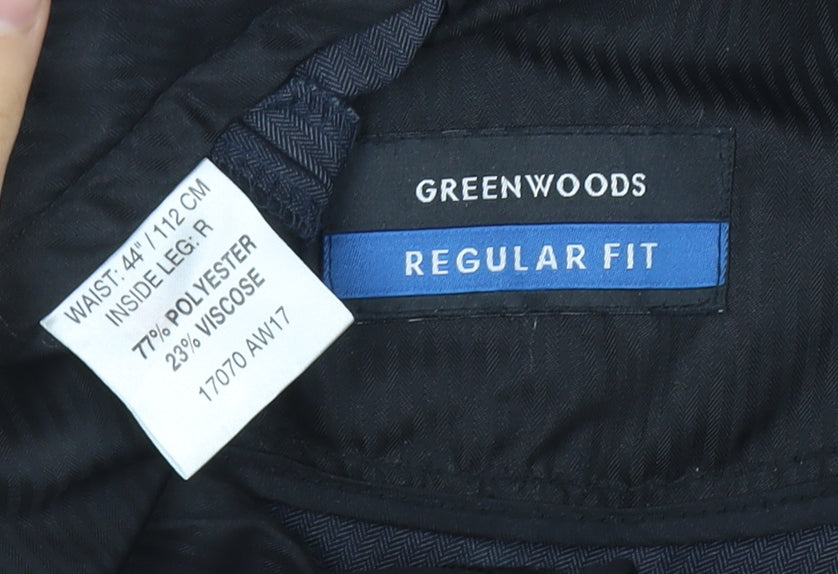 WAIST: 44" / 112 CM
INSIDE LEG: R
77% POLYESTER
23% VISCOSE
17070 AW17
GREENWOODS
REGULAR FIT